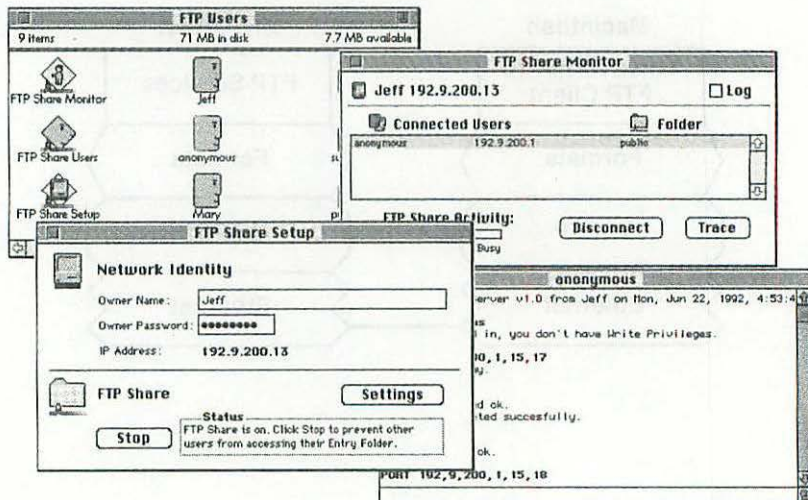 FTP Users
9 items 71 MB in disk 7.7 MB available
FTP Share Monitor
Jeff
FTP Share Users
anonymous
FTP Share Setup
Mary
FTP Share Monitor
Jeff 192.9.200.13
Log
Connected Users Folder
anonymous 192.9.200.1 public
FTP Share Activity:
Busy
Disconnect
Trace
FTP Share Setup
Network Identity
Owner Name: Jeff
Owner Password: ●●●●●●●●
IP Address: 192.9.200.13
FTP Share
Settings
Status
FTP Share is on. Click Stop to prevent other
users from accessing their Entry Folder.
Stop
anonymous
erver v1.0 from Jeff on Mon, Jun 22, 1992, 4:53:4
in, you don't have Write Privileges.
0,1,15,17
d ok.
ted succesfully.
ok.
PORT 192,9,200,1,15,18